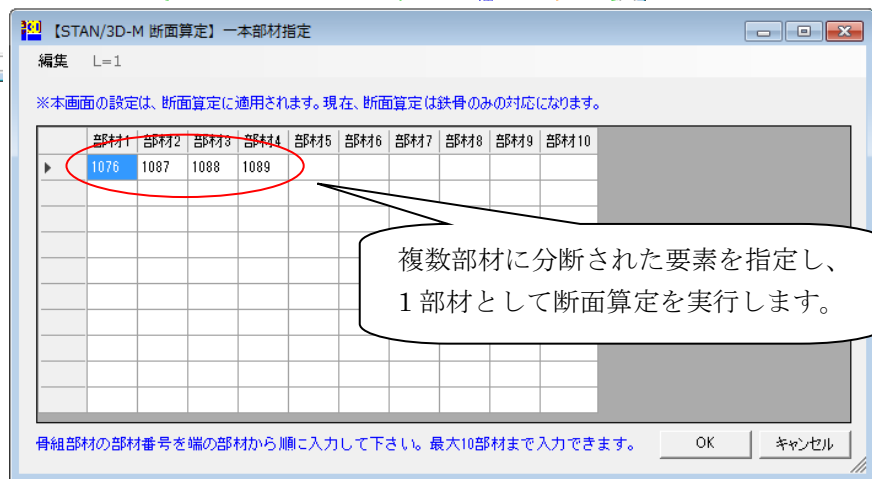 【STAN/3D-M 断面算定】一本部材指定
編集 L=1
※本画面の設定は、断面算定に適用されます。現在、断面算定は鉄骨のみの対応になります。
部材1 部材2 部材3 部材4 部材5 部材6 部材7 部材8 部材9 部材10
1076 1087 1088 1089
複数部材に分断された要素を指定し、
１部材として断面算定を実行します。
骨組部材の部材番号を端の部材から順に入力して下さい。最大10部材まで入力できます。
OK キャンセル